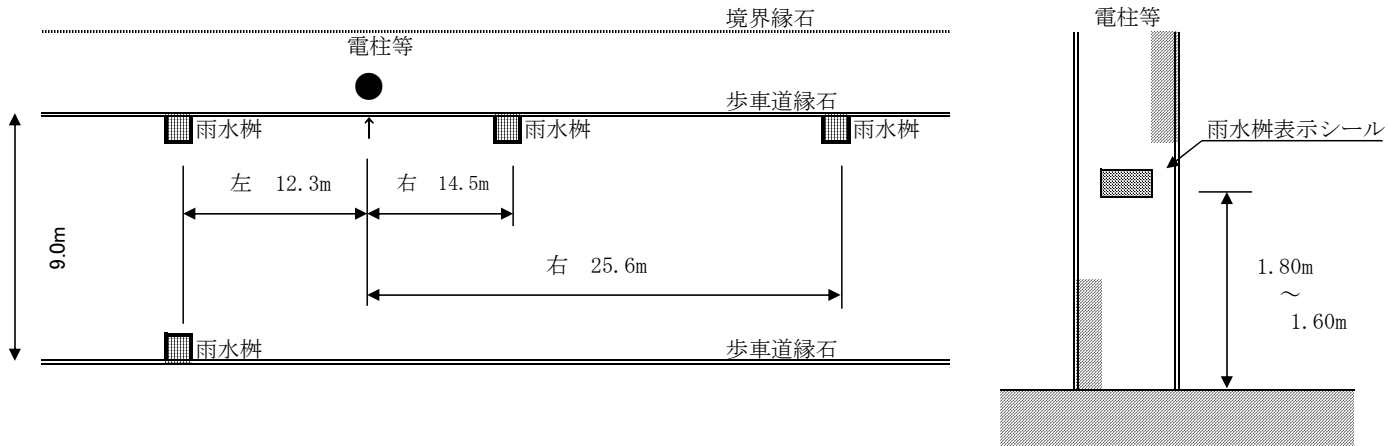 境界縁石
電柱等
歩車道縁石
雨水桝
雨水桝
雨水桝
左 12.3m
右 14.5m
9.0m
右 25.6m
雨水桝
歩車道縁石
電柱等
雨水桝表示シール
1.80m
～
1.60m